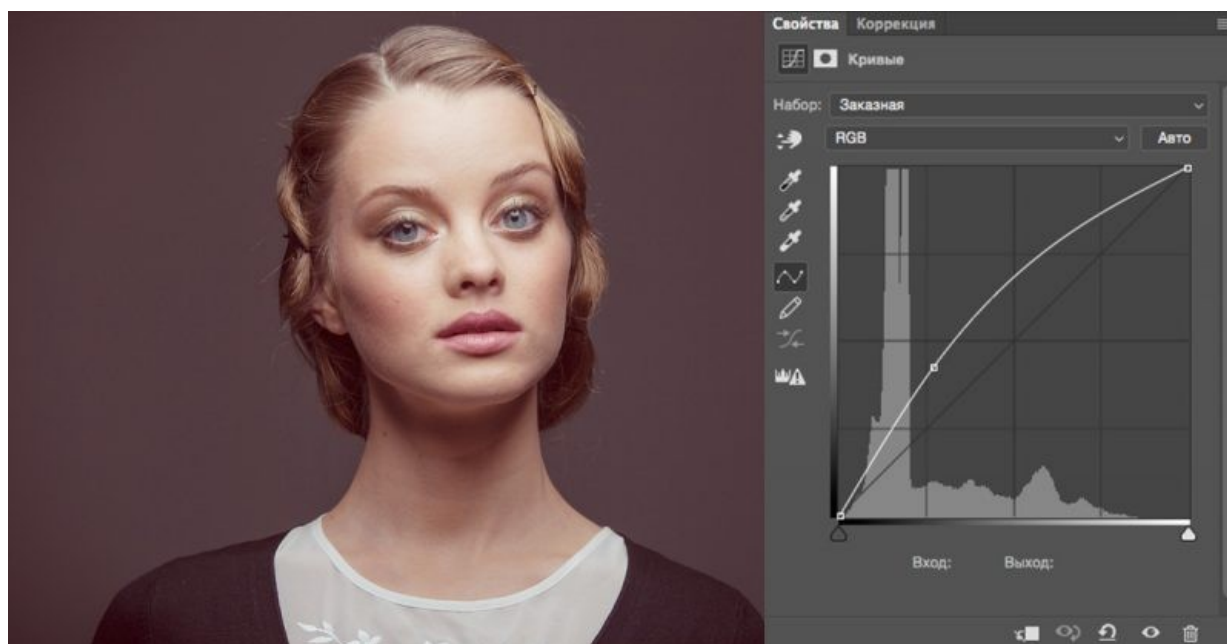 Свойства Коррекция
Кривые
Набор: Заказная
RGB Авто
Вход: Выход: